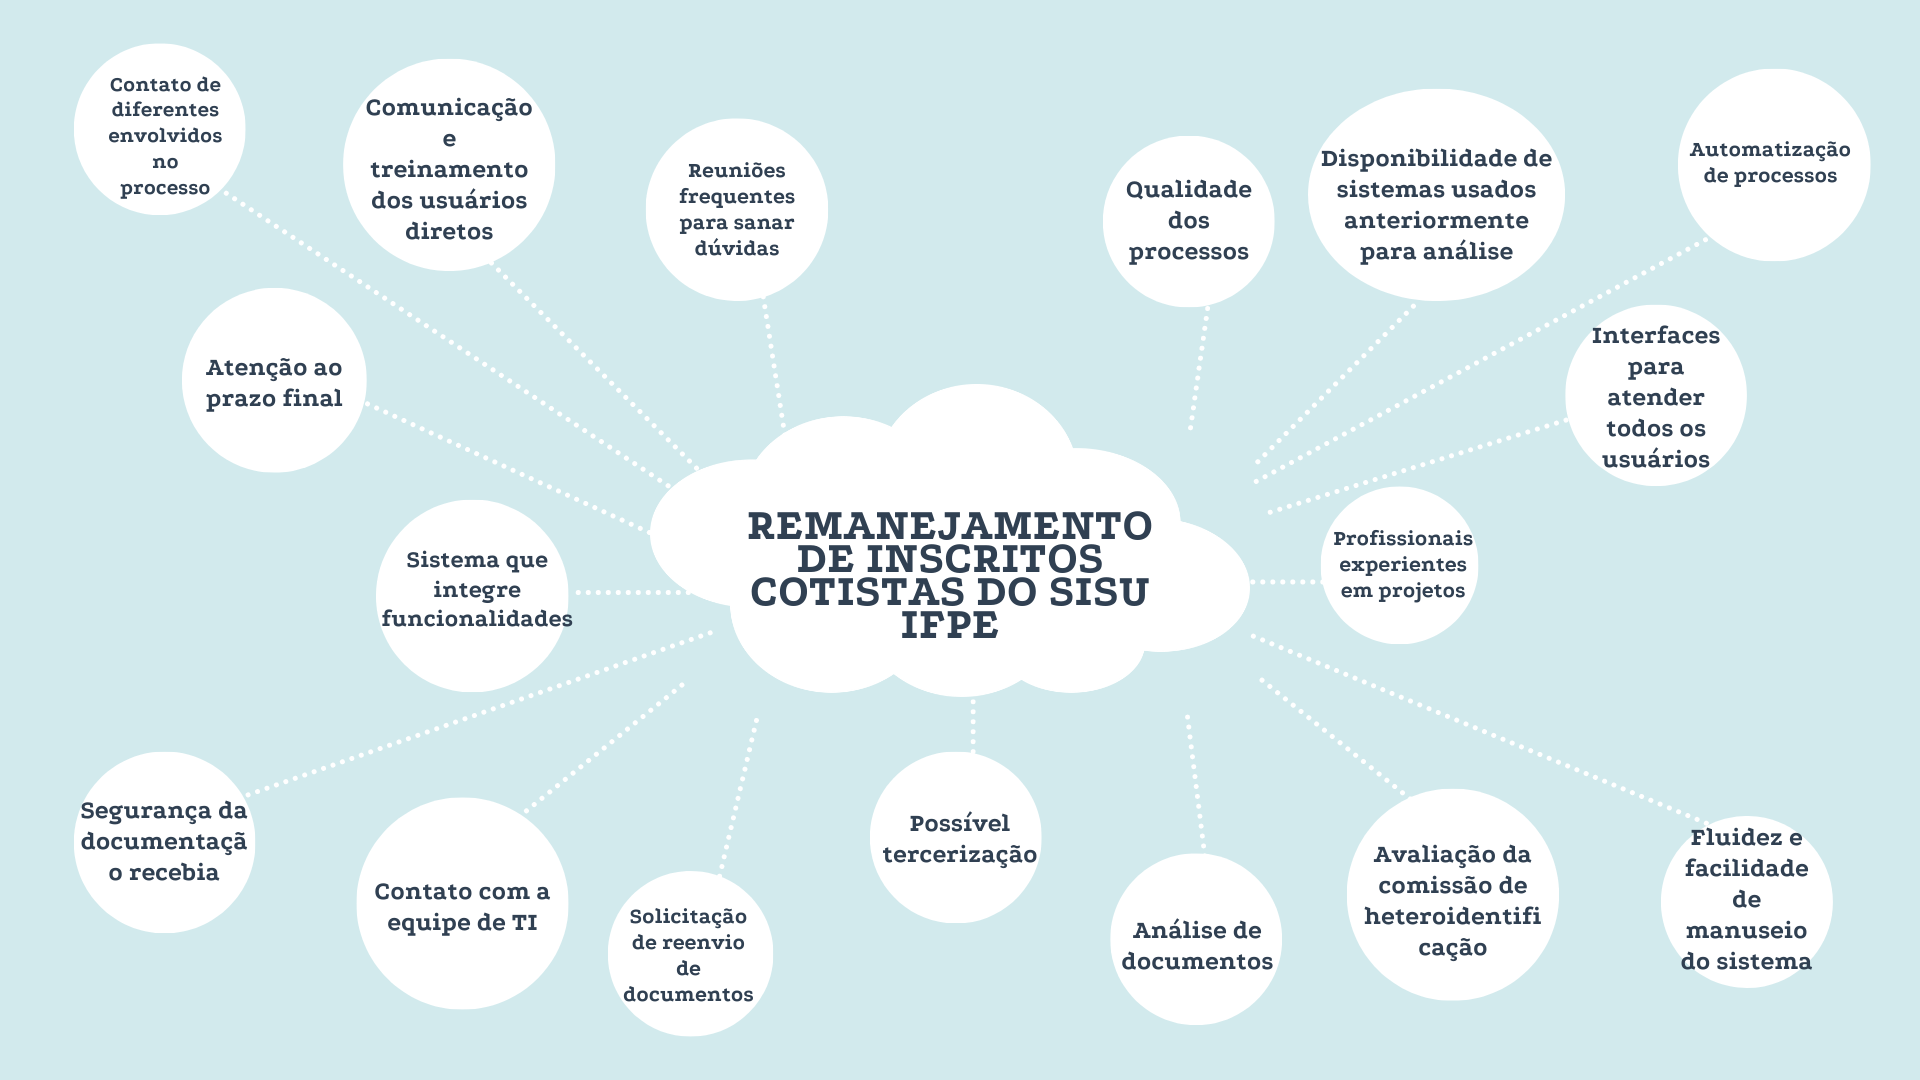 Contato de
diferentes
envolvidos
no
processo
Comunicação
e
treinamento
dos usuários
diretos
Reuniões
frequentes
para sanar
dúvidas
Qualidade
dos
processos
Disponibilidade de
sistemas usados
anteriormente
para análise
Automatização
de processos
Atenção ao
prazo final
Interfaces
para
atender
todos os
usuários
Sistema que
integre
funcionalidades
REMANEJAMENTO
DE INSCRITOS
COTISTAS DO SISU
IFPE
Profissionais
experientes
em projetos
Segurança da
documentaçã
o recebia
Contato com a
equipe de TI
Solicitação
de reenvio
de
documentos
Possível
tercerização
Análise de
documentos
Avaliação da
comissão de
heteroidentifi
cação
Fluidez e
facilidade
de
manuseio
do sistema